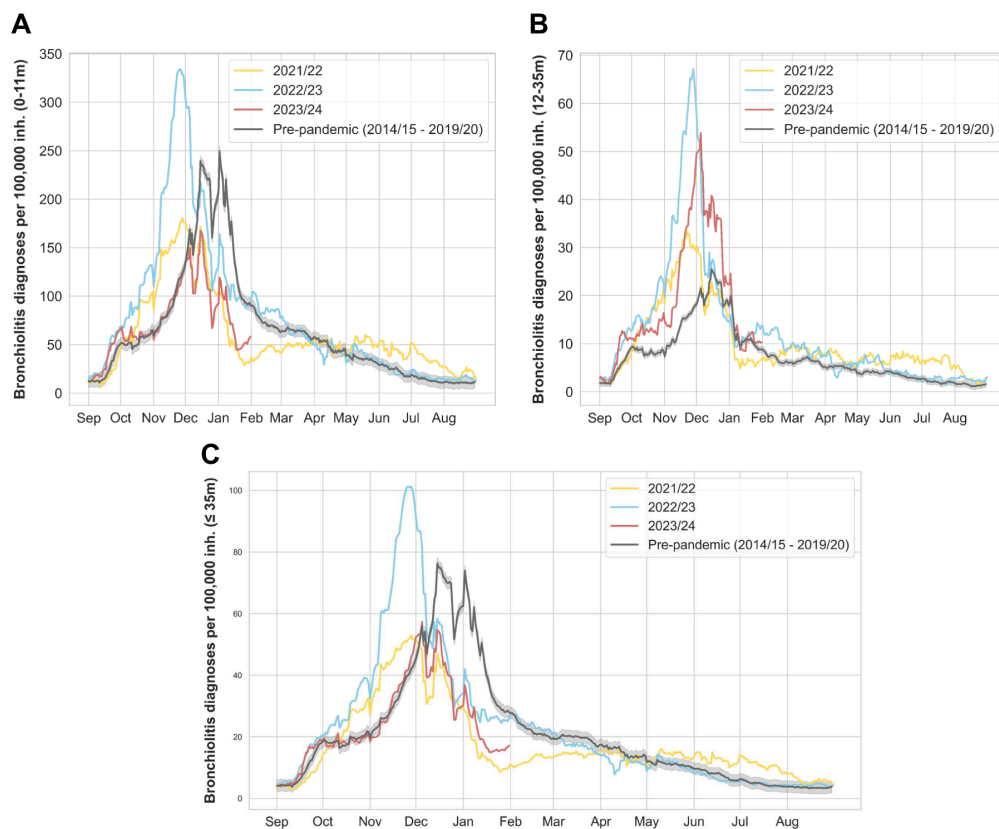 A
Bronchiolitis diagnoses per 100,000 inh. (0-11m)
350
300
250
200
150
100
50
0
2021/22
2022/23
2023/24
Pre-pandemic (2014/15 - 2019/20)
Sep Oct Nov Dec Jan Feb Mar Apr May Jun Jul Aug
B
Bronchiolitis diagnoses per 100,000 inh. (12-35m)
70
60
50
40
30
20
10
0
2021/22
2022/23
2023/24
Pre-pandemic (2014/15 - 2019/20)
Sep Oct Nov Dec Jan Feb Mar Apr May Jun Jul Aug
C
Bronchiolitis diagnoses per 100,000 inh. (≤ 35m)
100
80
60
40
20
0
2021/22
2022/23
2023/24
Pre-pandemic (2014/15 - 2019/20)
Sep Oct Nov Dec Jan Feb Mar Apr May Jun Jul Aug